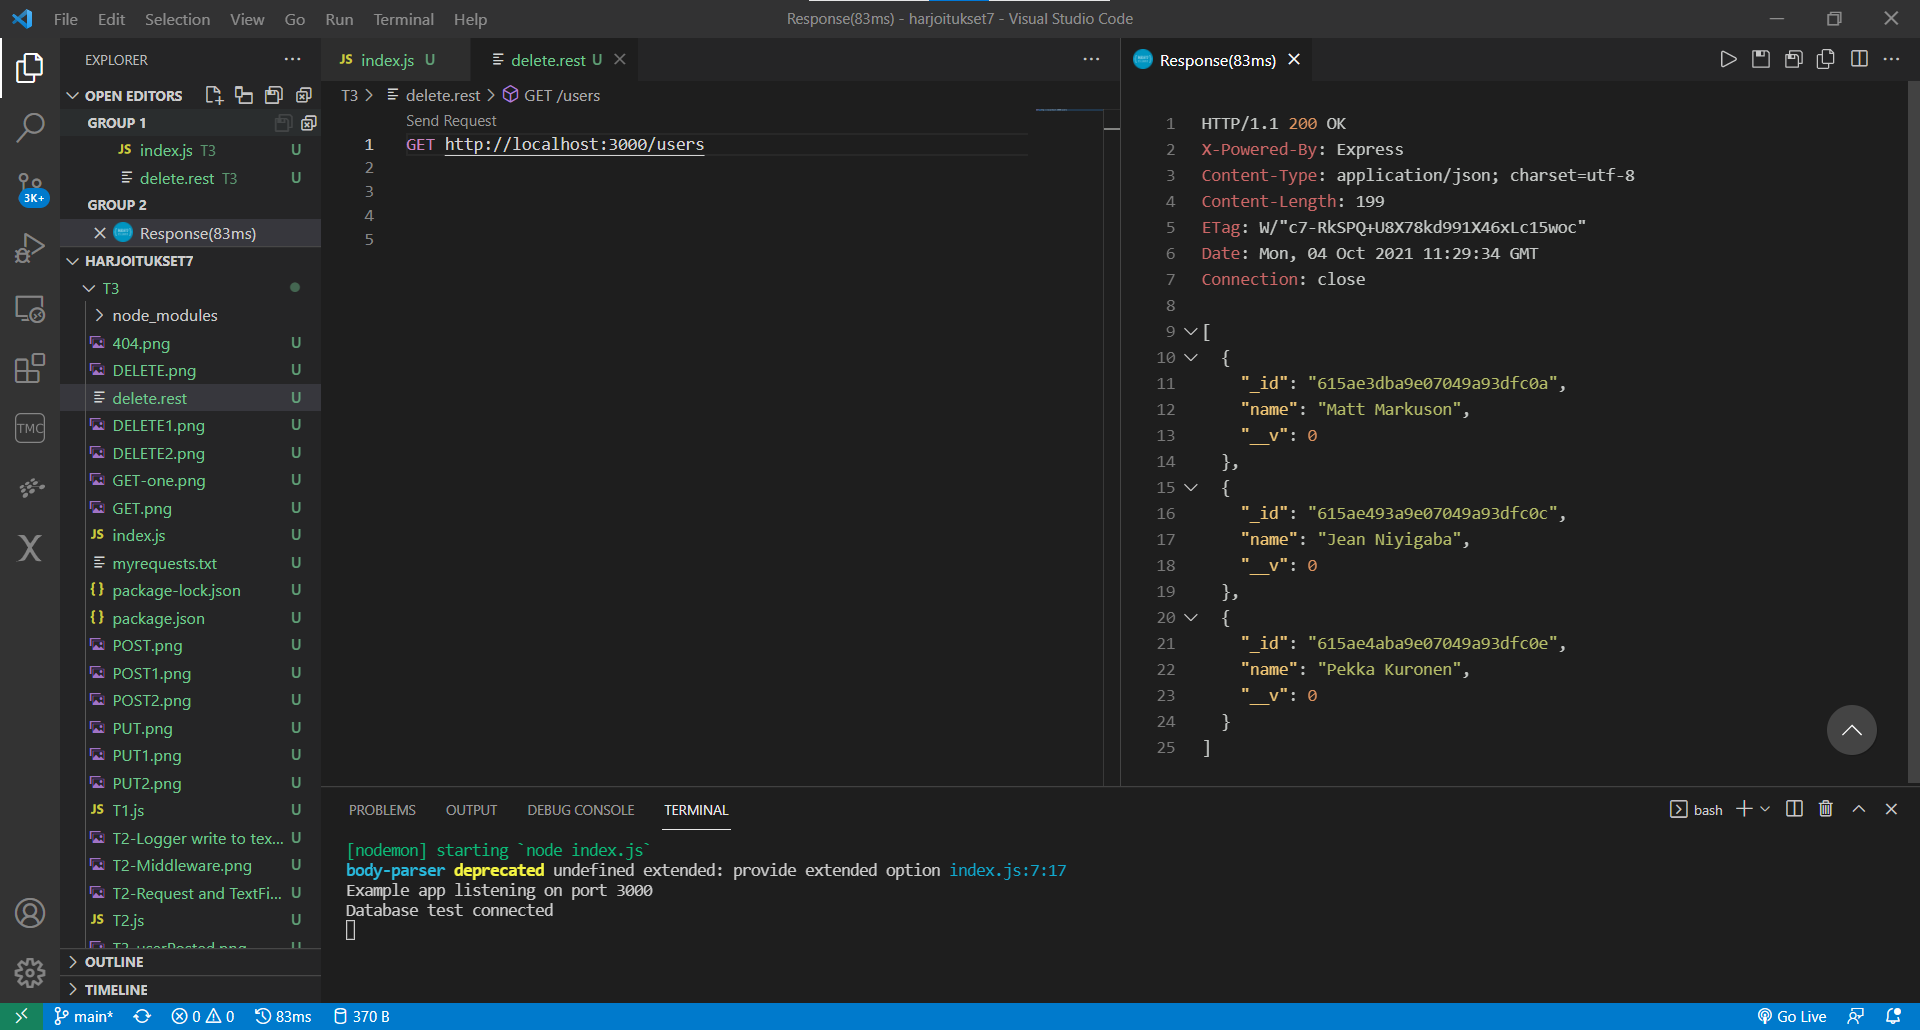 File Edit Selection View Go Run Terminal Help
Response(83ms) - harjoitukset7 - Visual Studio Code
EXPLORER
OPEN EDITORS
GROUP 1
JS index.js T3 U
delete.rest T3 U
GROUP 2
Response(83ms)
HARJOITUKSET7
T3
node_modules
404.png U
DELETE.png U
delete.rest U
DELETE1.png U
DELETE2.png U
GET-one.png U
GET.png U
JS index.js U
myrequests.txt U
{} package-lock.json U
{} package.json U
POST.png U
POST1.png U
POST2.png U
PUT.png U
PUT1.png U
PUT2.png U
JS T1.js U
T2-Logger write to tex... U
T2-Middleware.png U
T2-Request and TextFi... U
JS T2.js U
OUTLINE
TIMELINE
3K+
TMC
JS index.js U
delete.rest U
T3 > delete.rest > GET /users
Send Request
1 GET http://localhost:3000/users
2
3
4
5
Response(83ms)
1 HTTP/1.1 200 OK
2 X-Powered-By: Express
3 Content-Type: application/json; charset=utf-8
4 Content-Length: 199
5 ETag: W/"c7-RkSPQ+U8X78kd991X46xLc15woc"
6 Date: Mon, 04 Oct 2021 11:29:34 GMT
7 Connection: close
8
9 [
10 {
11 "_id": "615ae3dba9e07049a93dfc0a",
12 "name": "Matt Markuson",
13 "__v": 0
14 },
15 {
16 "_id": "615ae493a9e07049a93dfc0c",
17 "name": "Jean Niyigaba",
18 "__v": 0
19 },
20 {
21 "_id": "615ae4aba9e07049a93dfc0e",
22 "name": "Pekka Kuronen",
23 "__v": 0
24 }
25 ]
PROBLEMS OUTPUT DEBUG CONSOLE TERMINAL
bash
[nodemon] starting `node index.js`
body-parser deprecated undefined extended: provide extended option index.js:7:17
Example app listening on port 3000
Database test connected
main* 0 0 83ms 370 B
Go Live